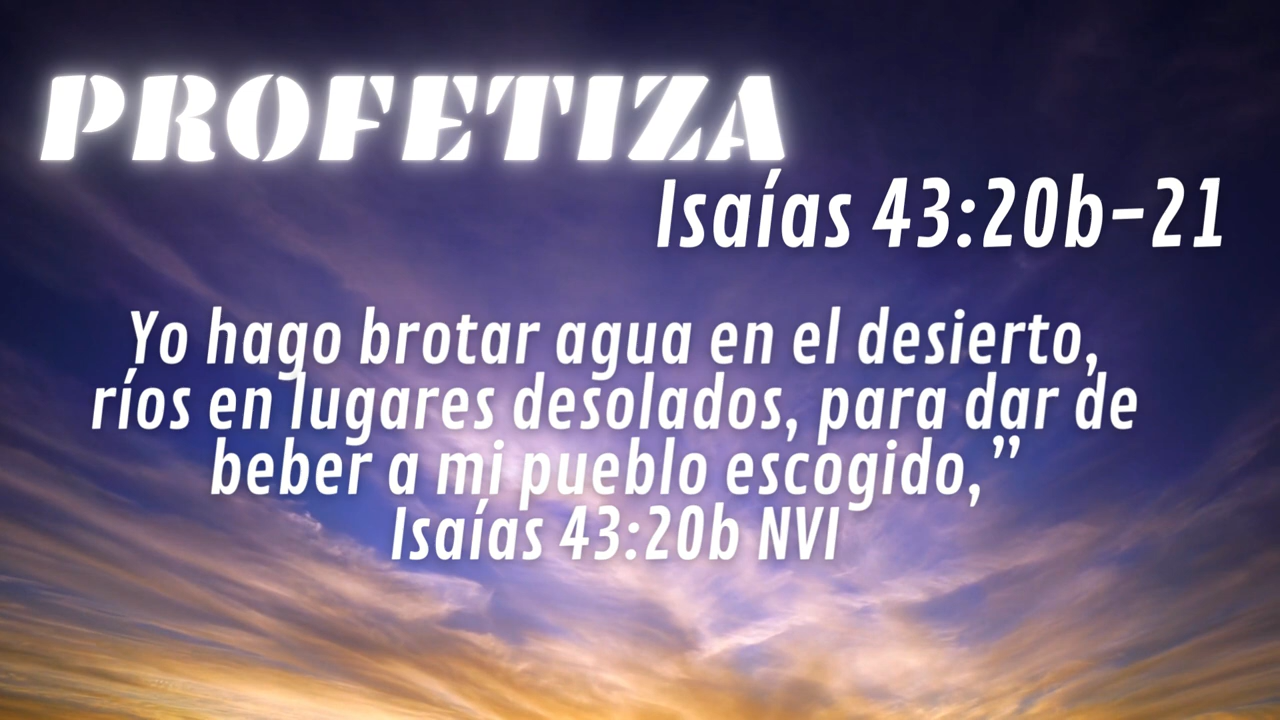 PROFETIZA
Isaías 43:20b-21
Yo hago brotar agua en el desierto,
ríos en lugares desolados, para dar de
beber a mi pueblo escogido,”
Isaías 43:20b NVI